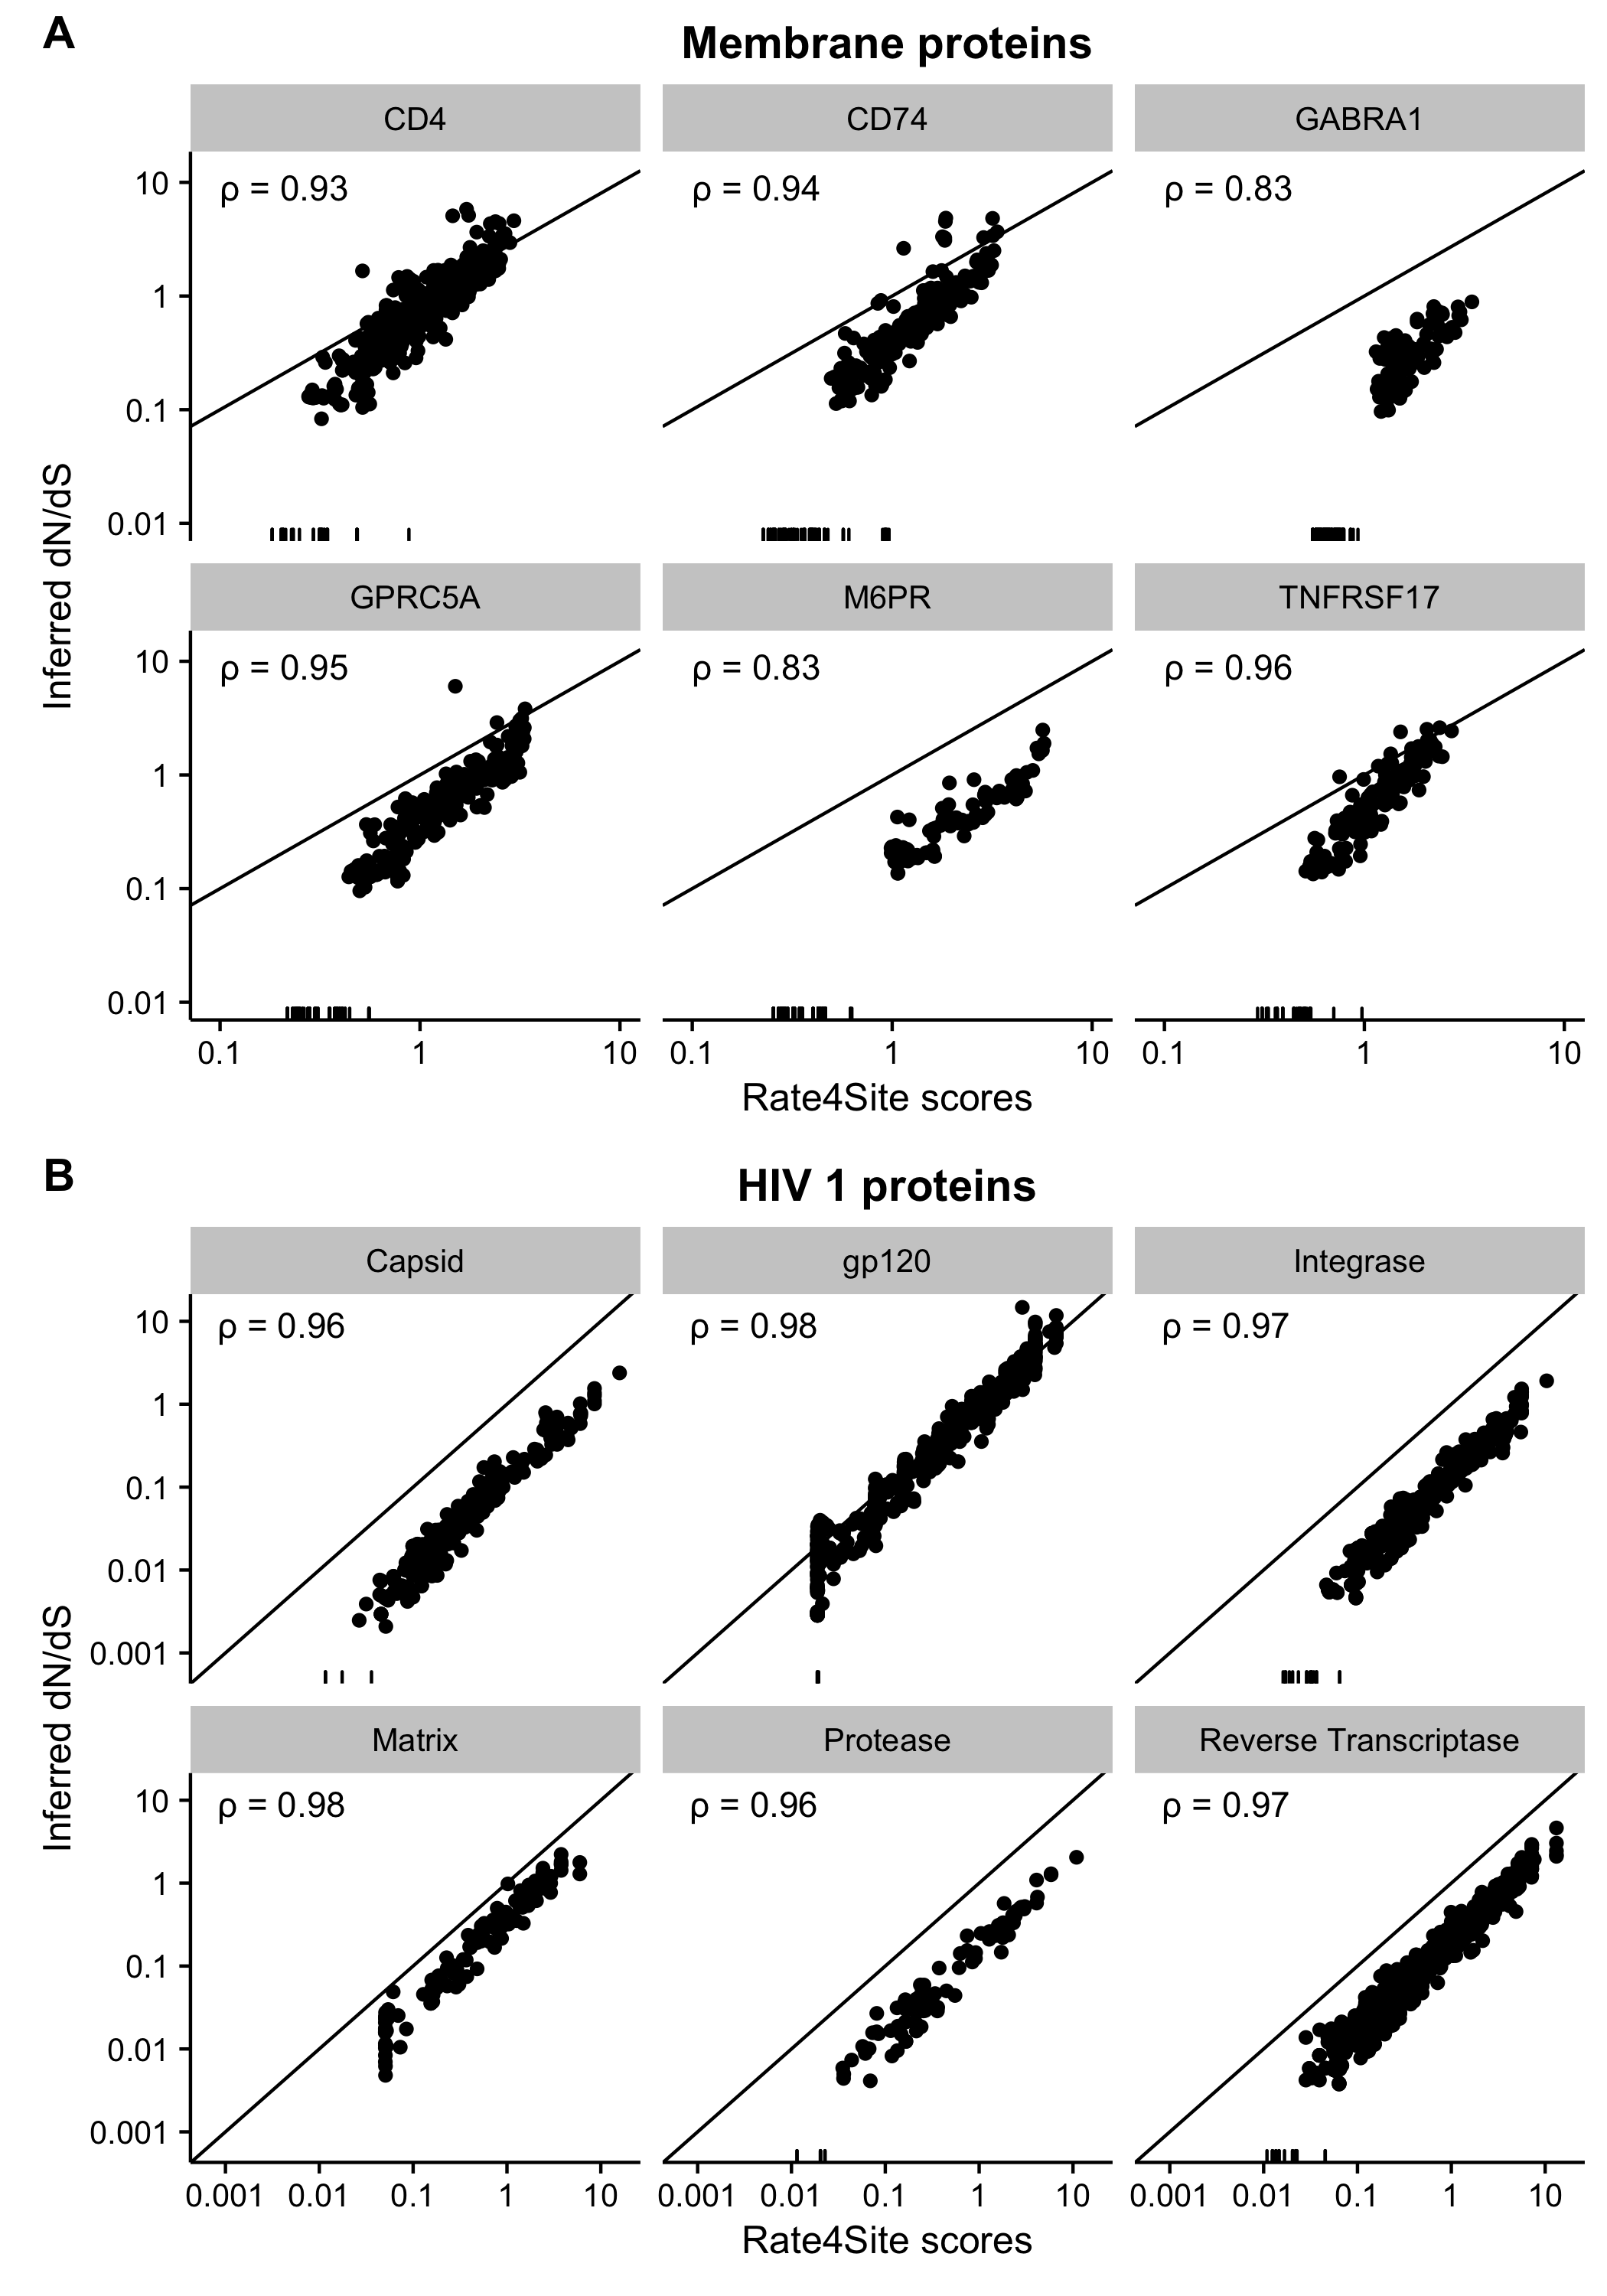 A
Membrane proteins
CD4 CD74 GABRA1
10 ρ = 0.93 ρ = 0.94 ρ = 0.83
1
0.1
0.01
Inferred dN/dS
GPRC5A M6PR TNFRSF17
10 ρ = 0.95 ρ = 0.83 ρ = 0.96
1
0.1
0.01
0.1 1 10 0.1 1 10 0.1 1 10
Rate4Site scores
B
HIV 1 proteins
Capsid gp120 Integrase
10 ρ = 0.96 ρ = 0.98 ρ = 0.97
1
0.1
0.01
0.001
Inferred dN/dS
Matrix Protease Reverse Transcriptase
10 ρ = 0.98 ρ = 0.96 ρ = 0.97
1
0.1
0.01
0.001
0.001 0.01 0.1 1 10 0.001 0.01 0.1 1 10 0.001 0.01 0.1 1 10
Rate4Site scores